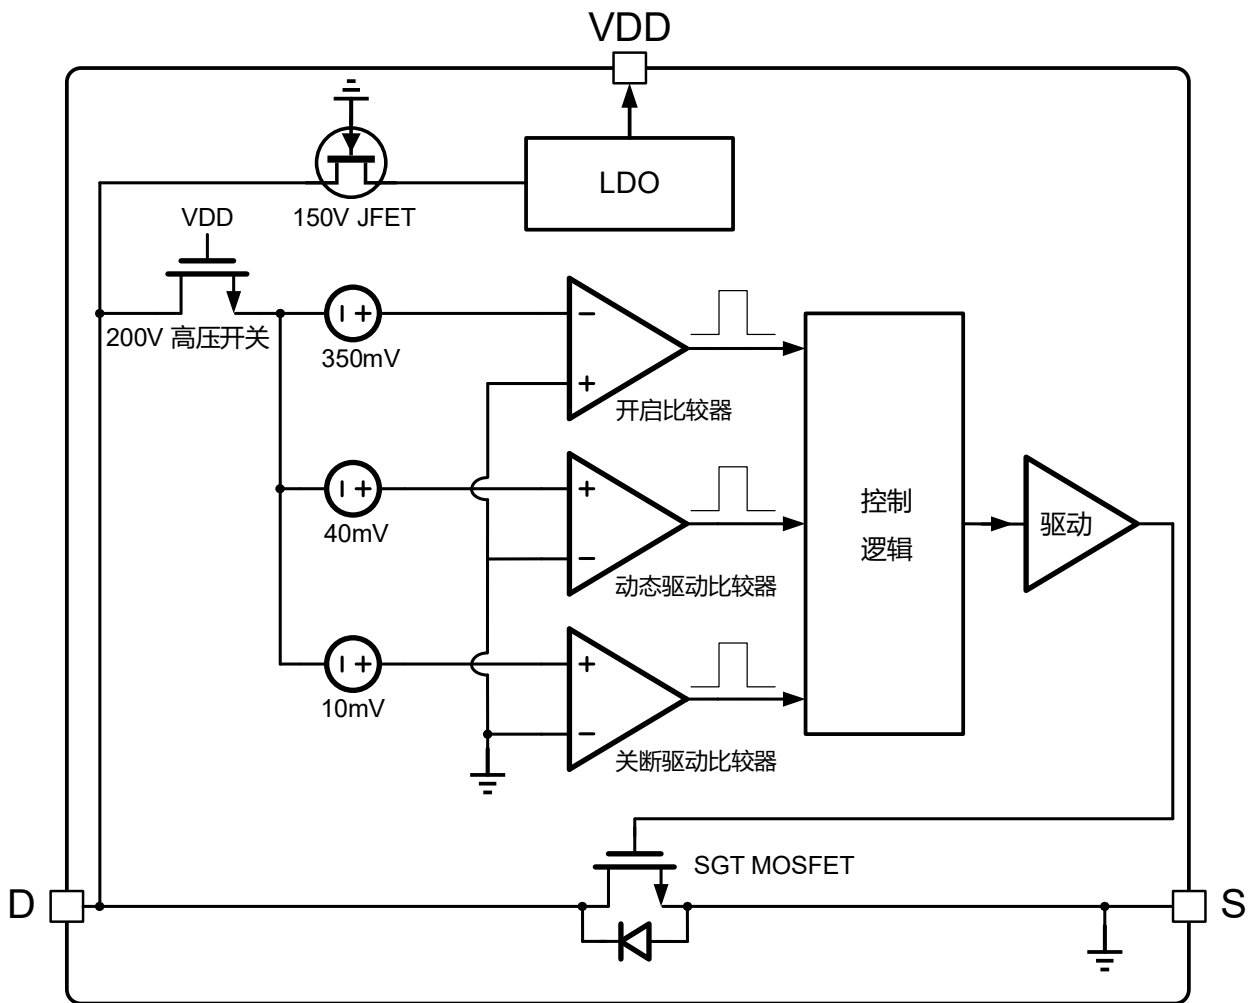 VDD
LDO
150V JFET
VDD
200V 高压开关
350mV
开启比较器
40mV
动态驱动比较器
控制
逻辑
驱动
10mV
关断驱动比较器
SGT MOSFET
D
S